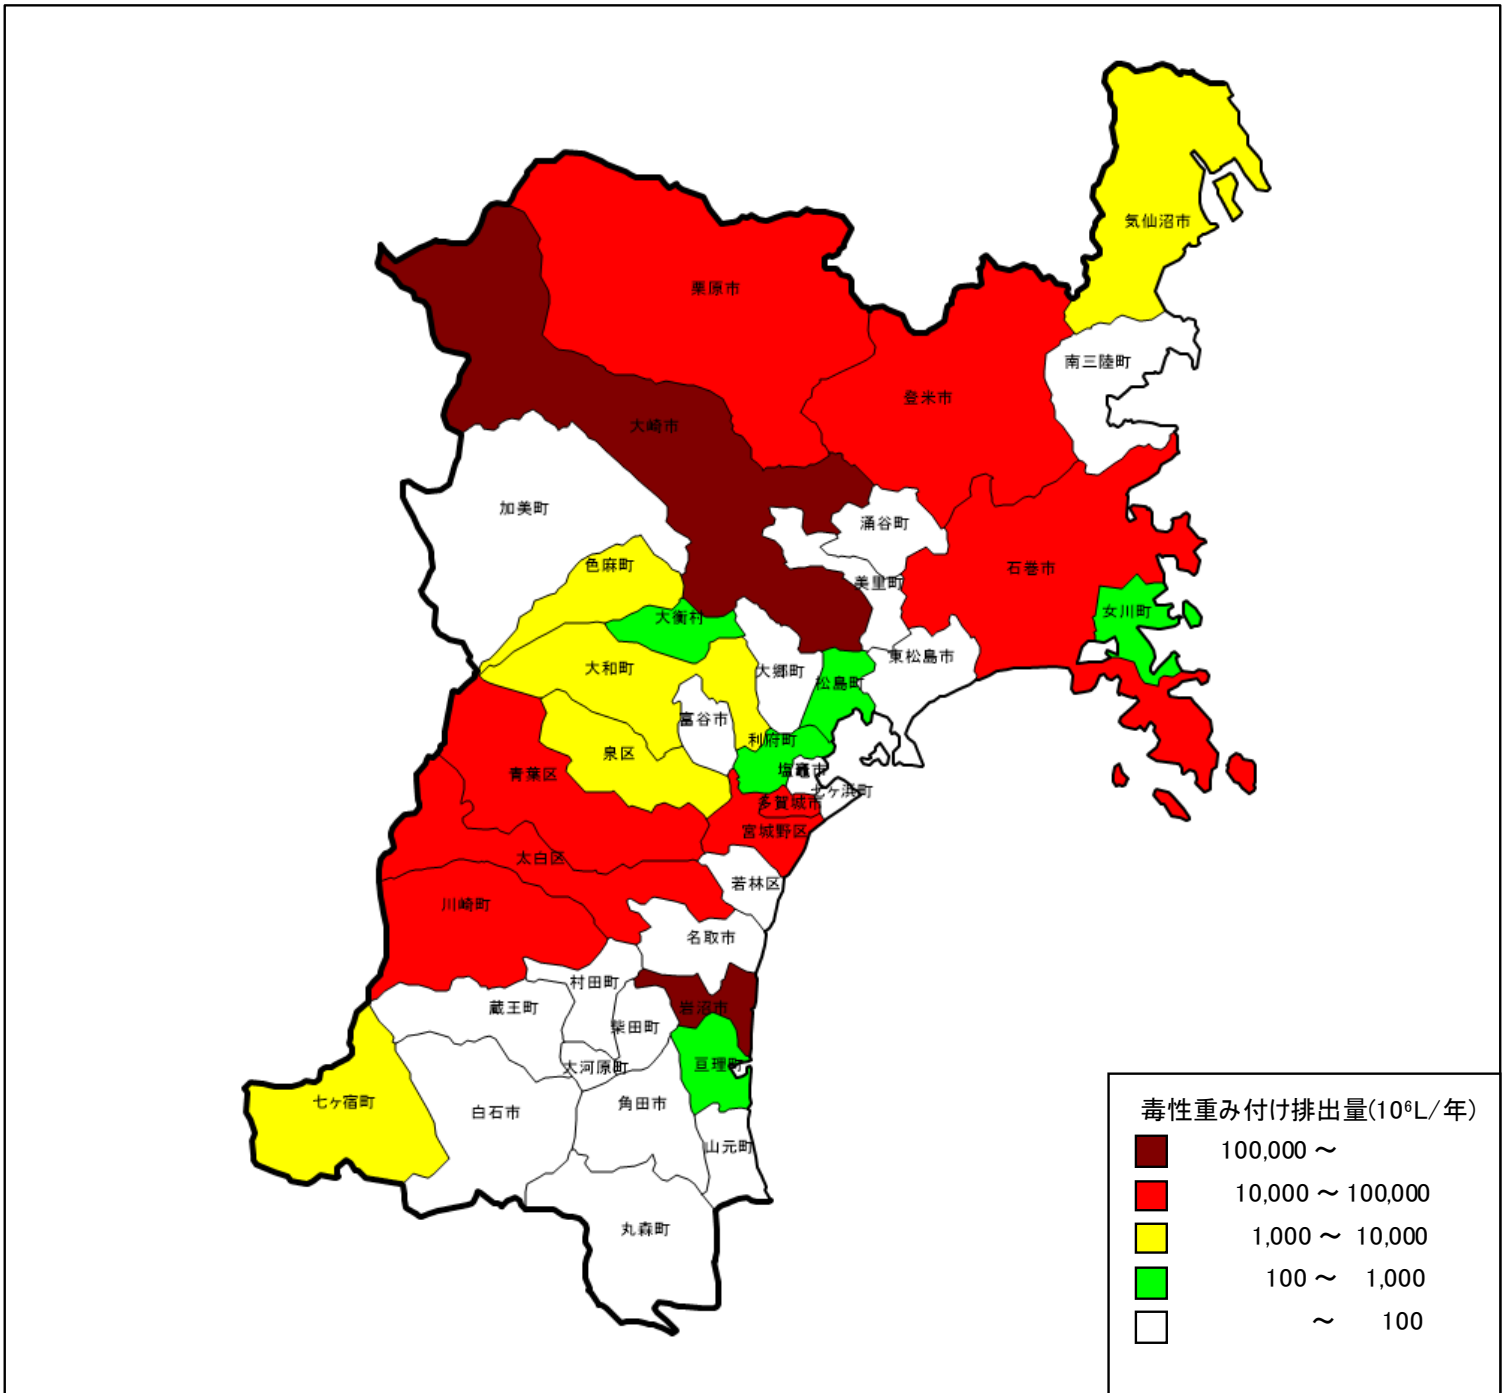 気仙沼市
栗原市
南三陸町
登米市
大崎市
加美町
涌谷町
色麻町
石巻市
美里町
女川町
大衡村
東松島市
大和町
大郷町
松島町
富谷市
利府町
泉区
塩竈市
青葉区
七ヶ浜町
多賀城市
宮城野区
太白区
若林区
川崎町
名取市
村田町
蔵王町
岩沼市
柴田町
大河原町
亘理町
七ヶ宿町
白石市
角田市
山元町
丸森町
毒性重み付け排出量(10⁶L/年)
100,000 ～
10,000 ～ 100,000
1,000 ～ 10,000
100 ～ 1,000
～ 100